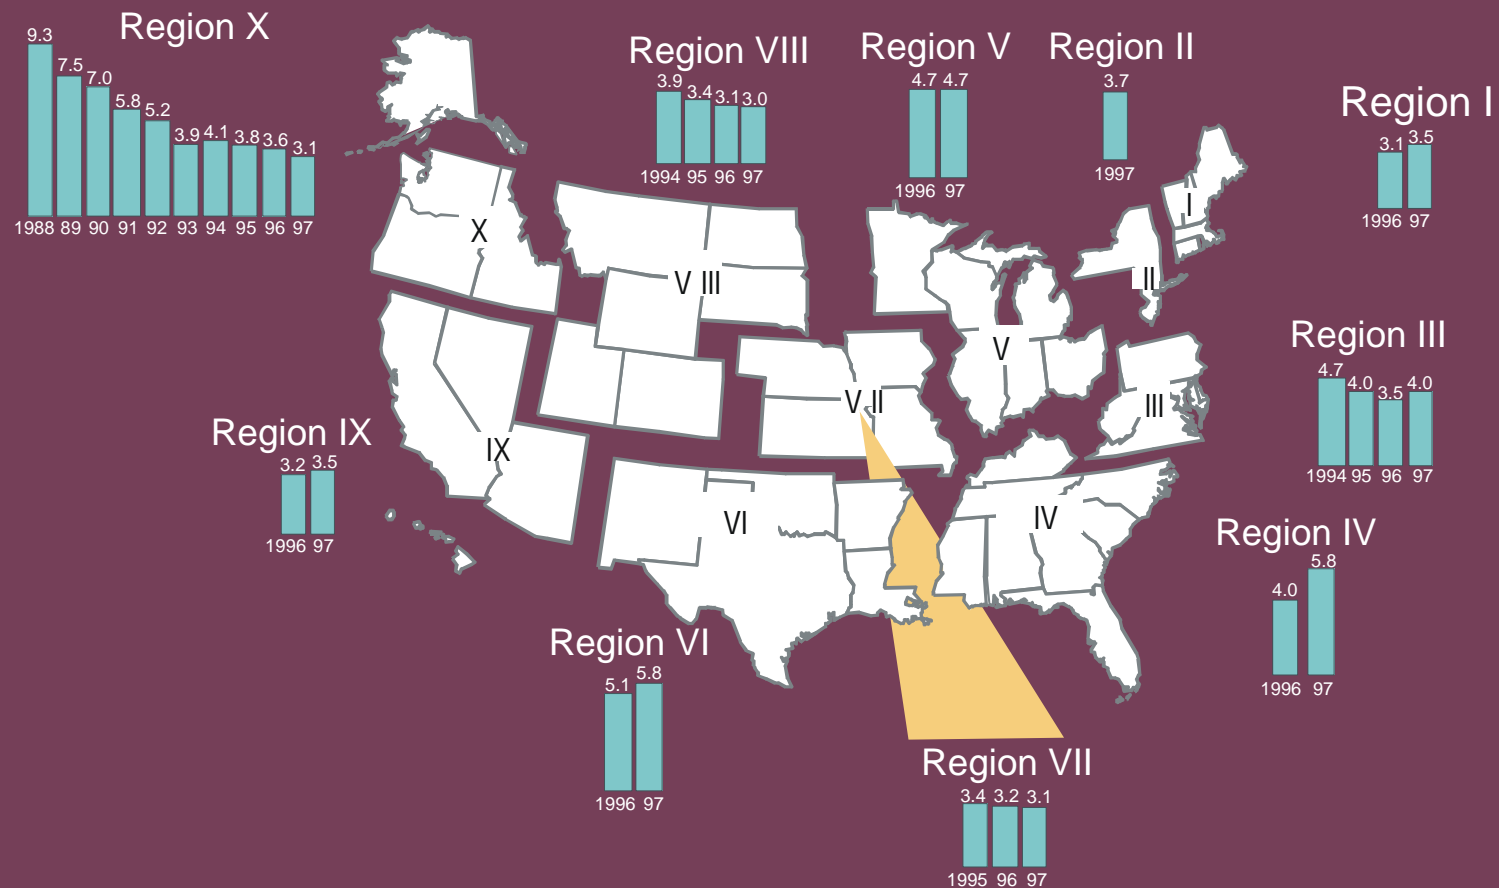 Region X
9.3
7.5
7.0
5.8
5.2
3.9
4.1
3.8
3.6
3.1
1988 89 90 91 92 93 94 95 96 97
Region VIII
3.9
3.4
3.1
3.0
1994 95 96 97
Region V
4.7 4.7
1996 97
Region II
3.7
1997
Region I
3.1 3.5
1996 97
X
V III
V
II
I
IX
V II
III
VI
IV
Region III
4.7
4.0
3.5
4.0
1994 95 96 97
Region IX
3.2 3.5
1996 97
Region IV
4.0
5.8
1996 97
Region VI
5.1
5.8
1996 97
Region VII
3.4 3.2 3.1
1995 96 97